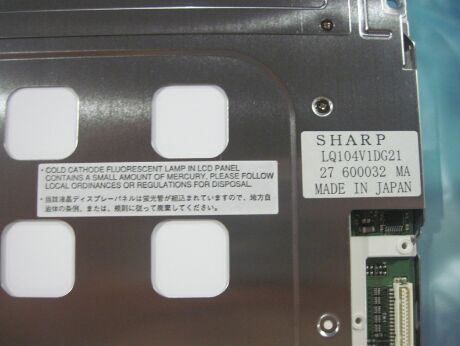 SHARP
LQ104V1DG21
27 600032 MA
MADE IN JAPAN
・COLD CATHODE FLUORESCENT LAMP IN LCD PANEL
CONTAINS A SMALL AMOUNT OF MERCURY, PLEASE FOLLOW
LOCAL ORDINANCES OR REGULATIONS FOR DISPOSAL.
・当該液晶ディスプレイパネルは蛍光管が組込まれていますので、地方自
治体の条例、または、規則に従って廃棄してください。